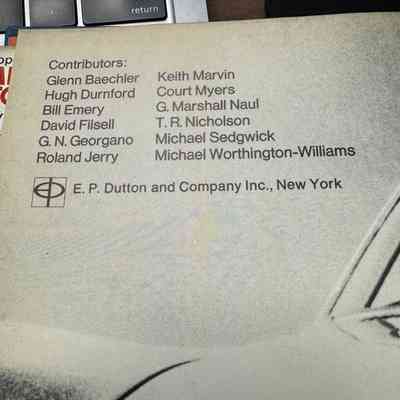 return
Contributors:
Glenn Baechler
Hugh Durnford
Bill Emery
David Filsell
G. N. Georgano
Roland Jerry
Keith Marvin
Court Myers
G. Marshall Naul
T. R. Nicholson
Michael Sedgwick
Michael Worthington-Williams
E. P. Dutton and Company Inc., New York